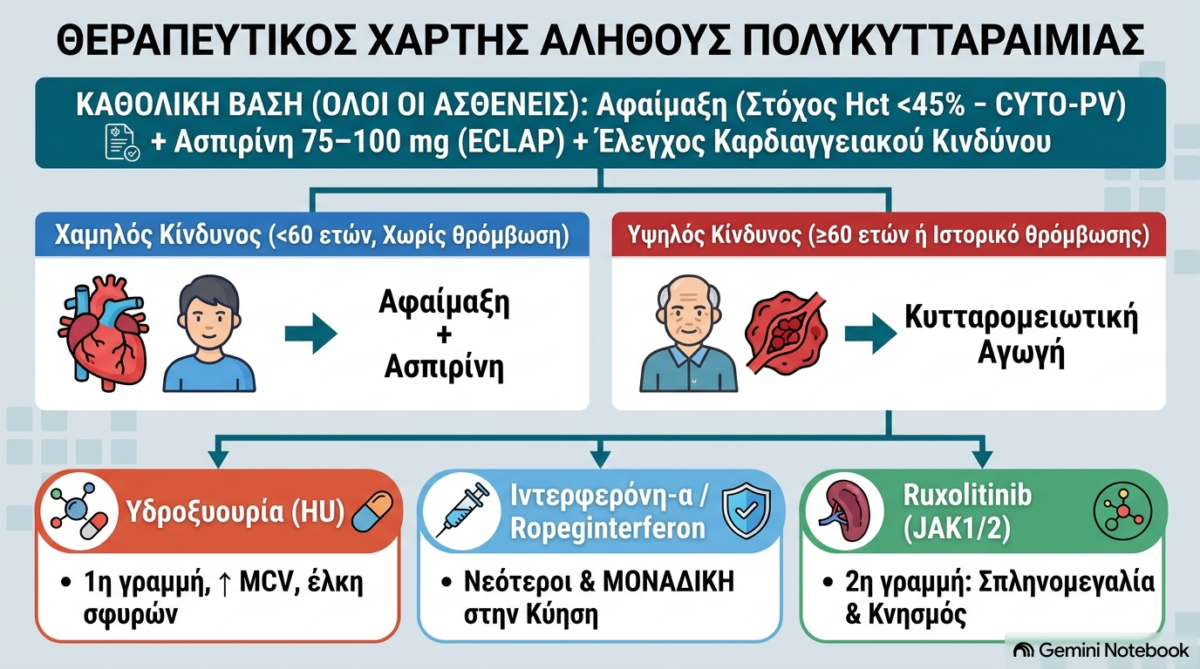 ΘΕΡΑΠΕΥΤΙΚΟΣ ΧΑΡΤΗΣ ΑΛΗΘΟΥΣ ΠΟΛΥΚΥΤΤΑΡΑΙΜΙΑΣ
ΚΑΘΟΛΙΚΗ ΒΑΣΗ (ΟΛΟΙ ΟΙ ΑΣΘΕΝΕΙΣ): Αφαίμαξη (Στόχος Hct <45% – CYTO-PV)
+ Ασπιρίνη 75–100 mg (ECLAP) + Έλεγχος Καρδιαγγειακού Κινδύνου
Χαμηλός Κίνδυνος (<60 ετών, Χωρίς θρόμβωση)
Αφαίμαξη
+
Ασπιρίνη
Υψηλός Κίνδυνος (≥60 ετών ή Ιστορικό θρόμβωσης)
Κυτταρομειωτική
Αγωγή
Υδροξυουρία (HU)
• 1η γραμμή, ↑ MCV, έλκη
σφυρών
Ιντερφερόνη-α /
Ropeginterferon
• Νεότεροι & ΜΟΝΑΔΙΚΗ
στην Κύηση
Ruxolitinib
(JAK1/2)
• 2η γραμμή: Σπληνομεγαλία
& Κνησμός
Gemini Notebook